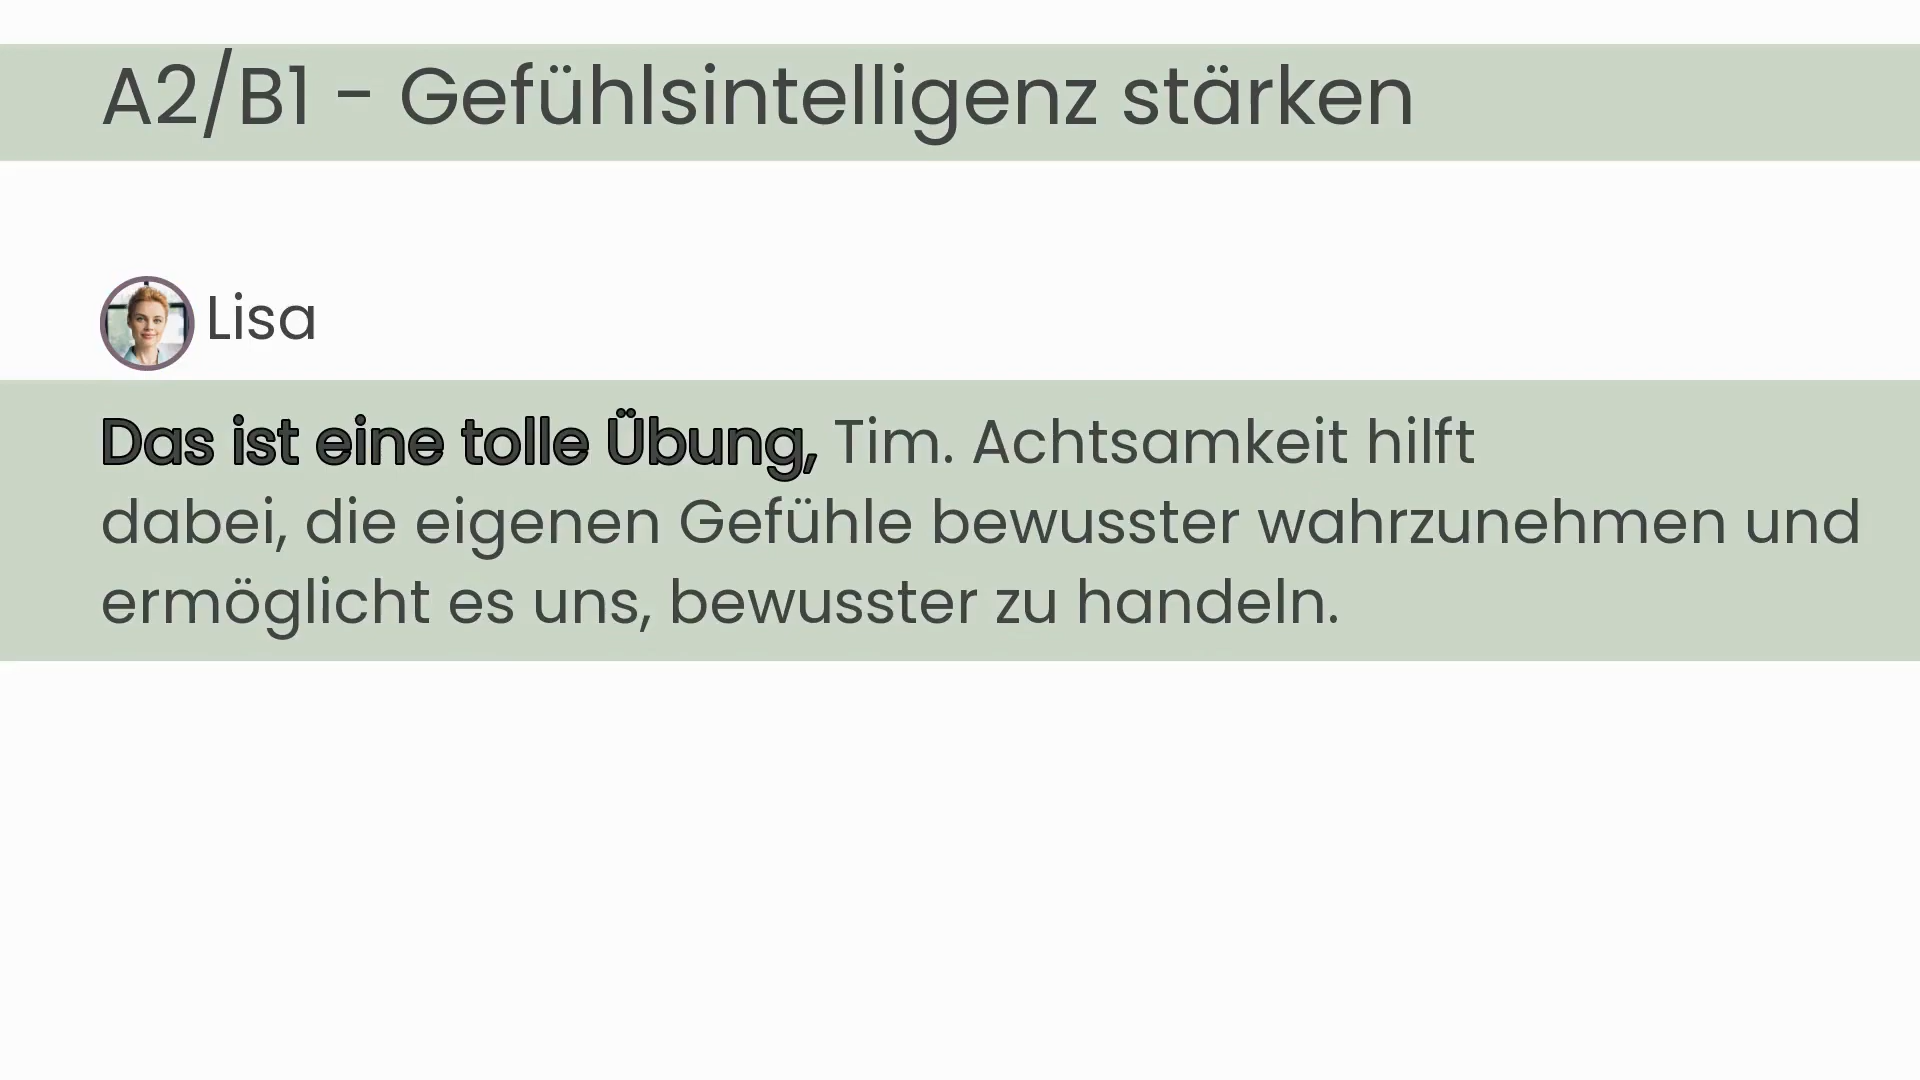 A2/B1 - Gefühlsintelligenz stärken
Lisa
Das ist eine tolle Übung, Tim. Achtsamkeit hilft
dabei, die eigenen Gefühle bewusster wahrzunehmen und
ermöglicht es uns, bewusster zu handeln.